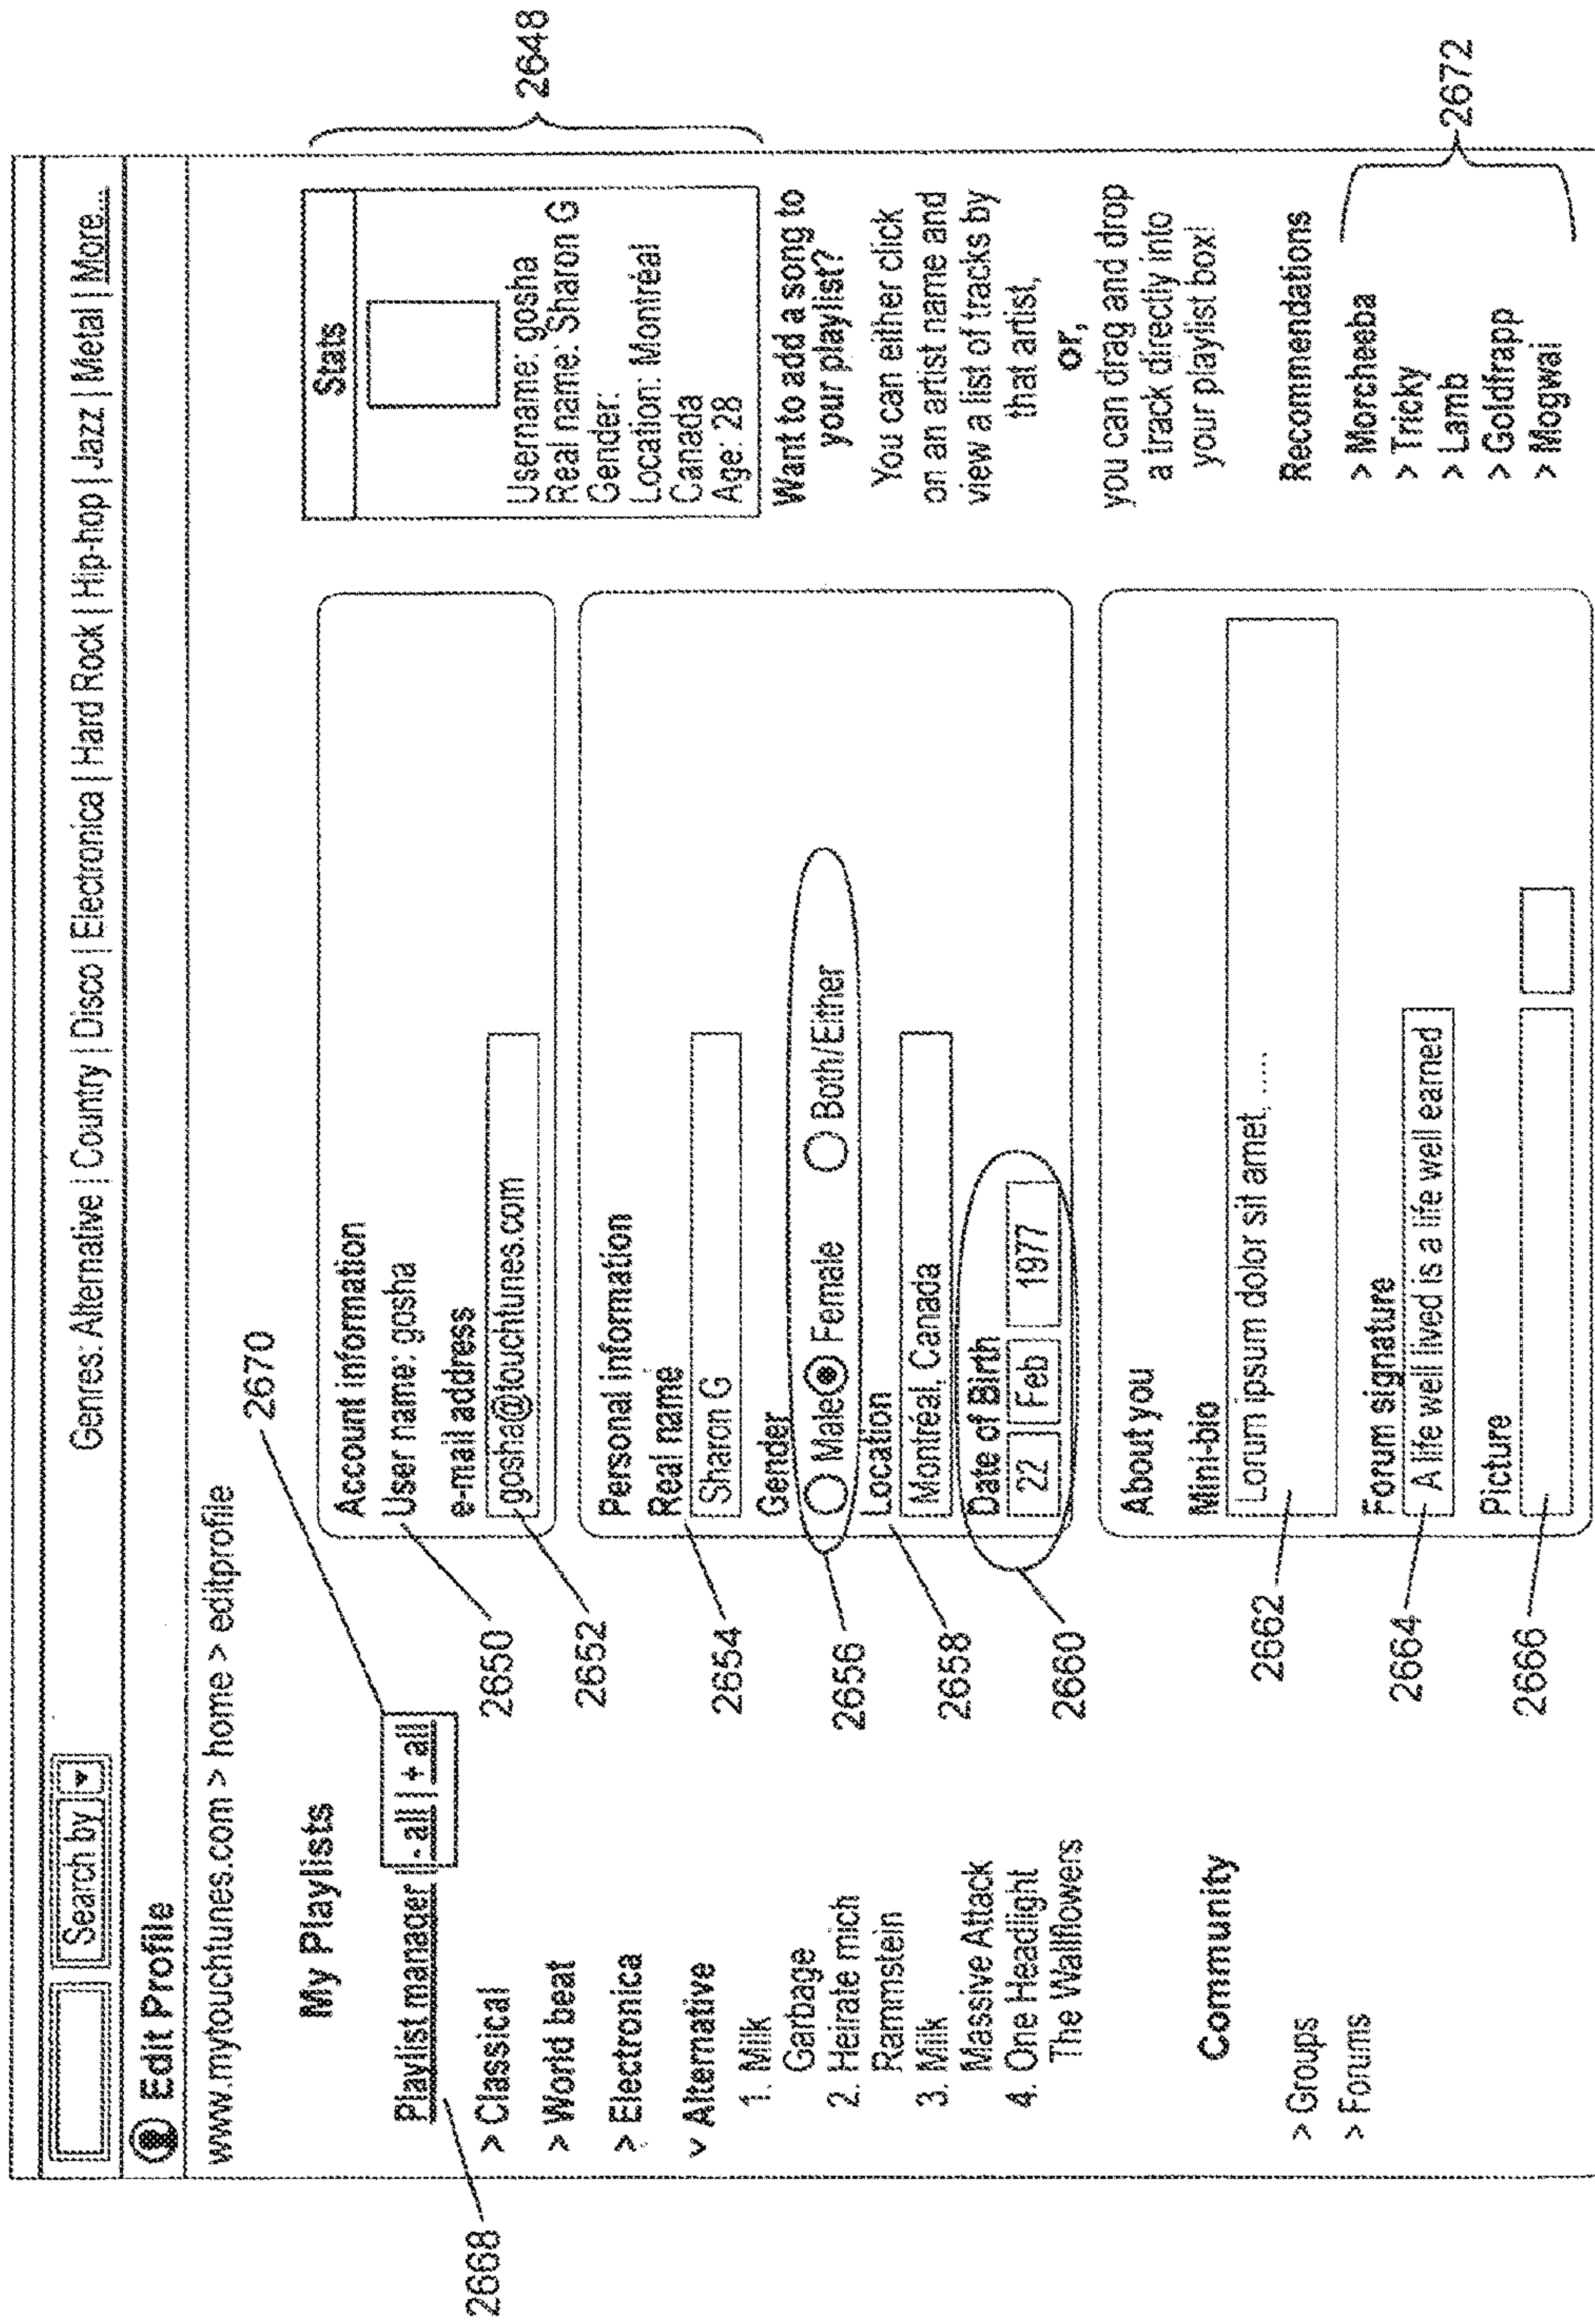 Search by
Genres: Alternative | Country | Disco | Electronica | Hard Rock | Hip-hop | Jazz | Metal | More...
Edit Profile
www.mytouchtunes.com > home > editprofile
2670
My Playlists
Playlist manager
- all | + all
2668
> Classical
> World beat
> Electronica
v Alternative
1. Milk
Garbage
2. Heirate mich
Rammstein
3. Milk
Massive Attack
4. One Headlight
The Wallflowers
Community
> Groups
> Forums
2650
2652
2654
2656
2658
2660
2662
2664
2666
Account information
User name: gosha
e-mail address
gosha@touchtunes.com
Personal information
Real name
Sharon G
Gender
Male Female Both/Either
Location
Montréal, Canada
Date of Birth
22 Feb 1977
About you
Mini-bio
Lorum ipsum dolor sit amet, .....
Forum signature
A life well lived is a life well earned
Picture
Stats
Username: gosha
Real name: Sharon G
Gender:
Location: Montréal
Canada
Age: 28
2648
Want to add a song to
your playlist?
You can either click
on an artist name and
view a list of tracks by
that artist,
or,
you can drag and drop
a track directly into
your playlist box!
Recommendations
> Morcheeba
> Tricky
> Lamb
> Goldfrapp
> Mogwai
2672